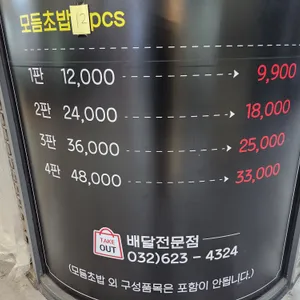 모듬초밥 12pcs
1판 12,000 → 9,900
2판 24,000 → 18,000
3판 36,000 → 25,000
4판 48,000 → 33,000
TAKE OUT
배달전문점
032)623 - 4324
(모듬초밥 외 구성품목은 포함이 안됩니다.)